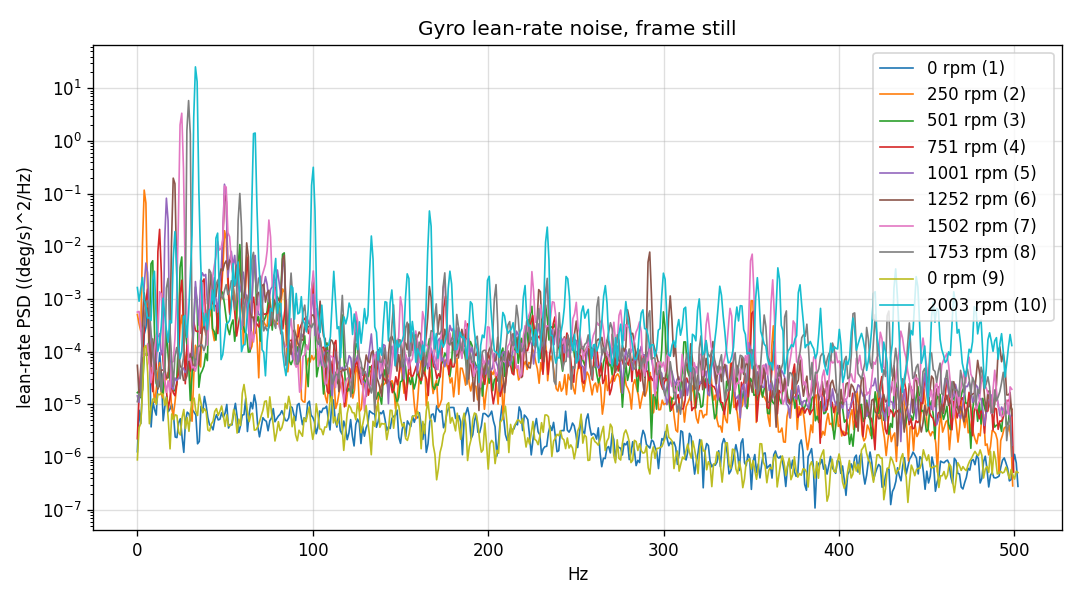 Gyro lean-rate noise, frame still
lean-rate PSD ((deg/s)^2/Hz)
10¹
10⁰
10⁻¹
10⁻²
10⁻³
10⁻⁴
10⁻⁵
10⁻⁶
10⁻⁷
0 rpm (1)
250 rpm (2)
501 rpm (3)
751 rpm (4)
1001 rpm (5)
1252 rpm (6)
1502 rpm (7)
1753 rpm (8)
0 rpm (9)
2003 rpm (10)
0 100 200 300 400 500
Hz